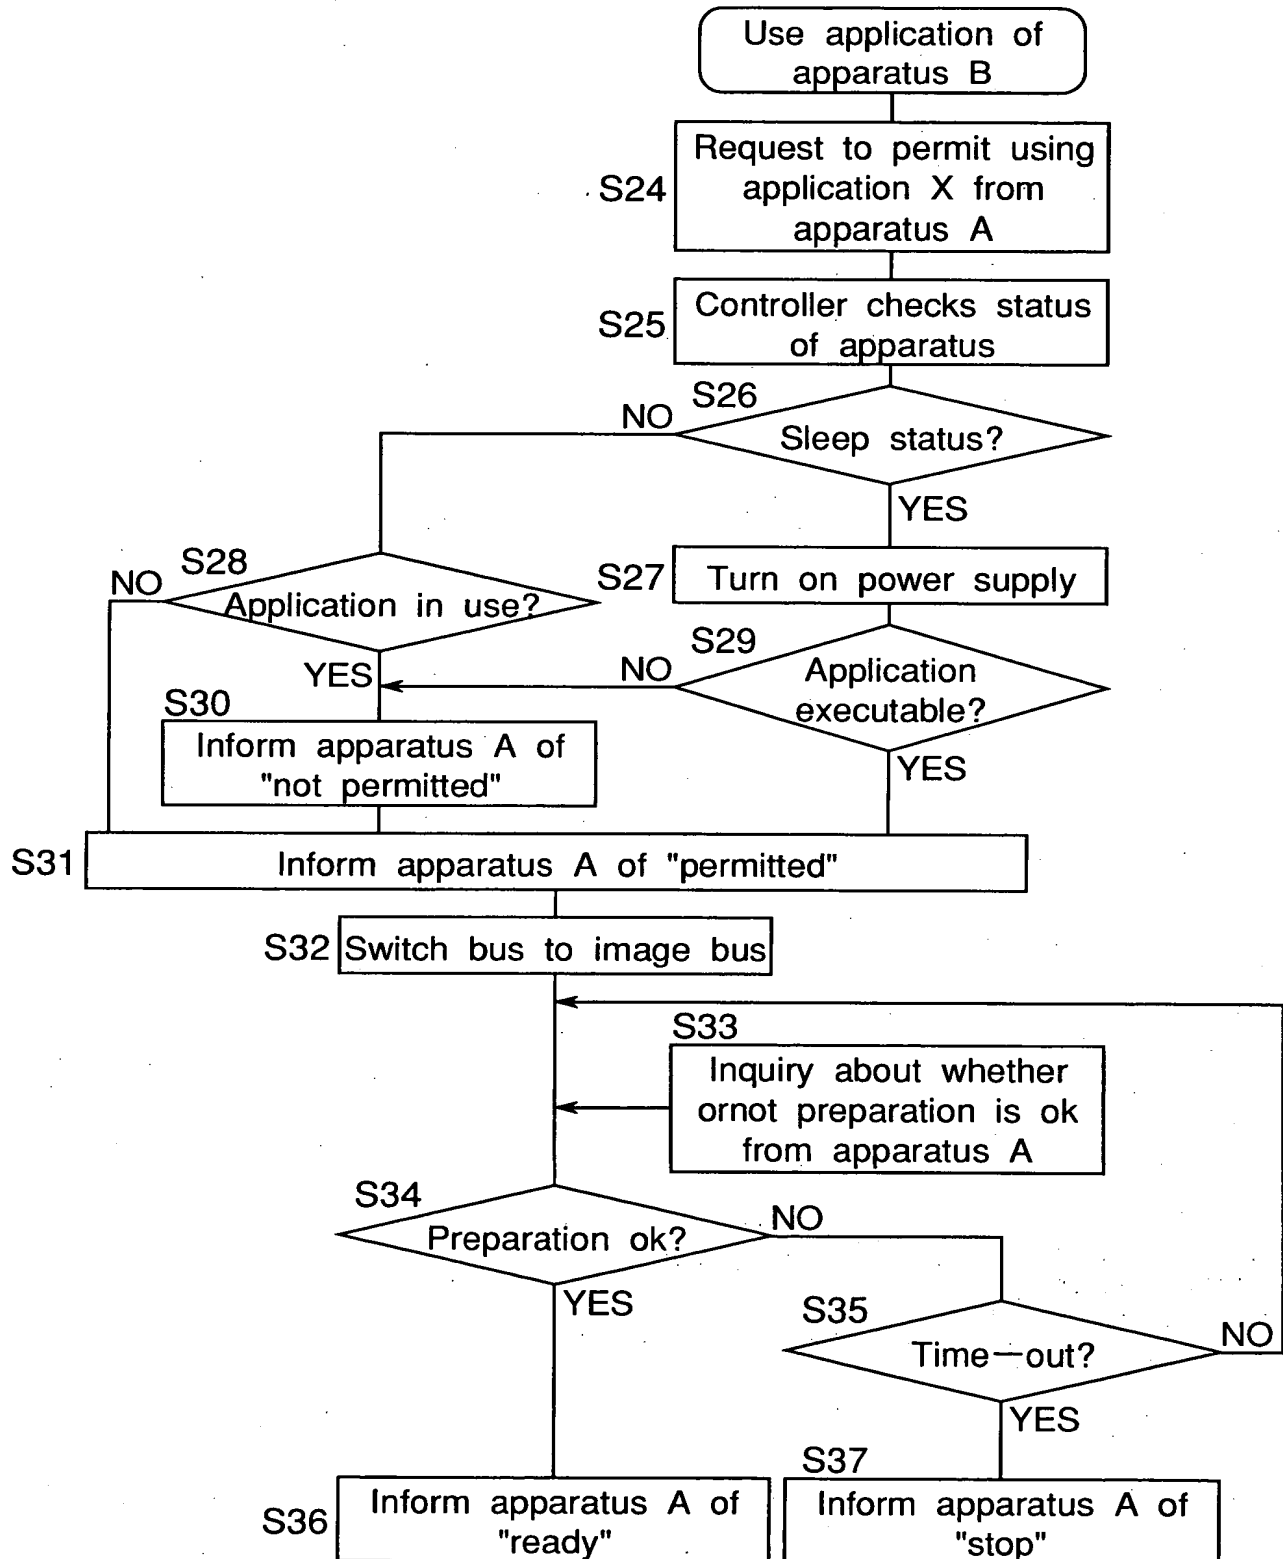 Use application of
apparatus B
Request to permit using
S24
application X from
apparatus A
Controller checks status
S25
of apparatus
S26
NO
Sleep status?
YES
S28
NO
S27
Turn on power supply
Application in use?
S29
YES
NO
Application
executable?
S30
Inform apparatus A of
"not permitted"
YES
S31
Inform apparatus A of "permitted"
S32
Switch bus to image bus
S33
Inquiry about whether
ornot preparation is ok
from apparatus A
S34
NO
Preparation ok?
YES
S35
NO
Time—out?
YES
S37
S36
Inform apparatus A of
"ready"
Inform apparatus A of
"stop"